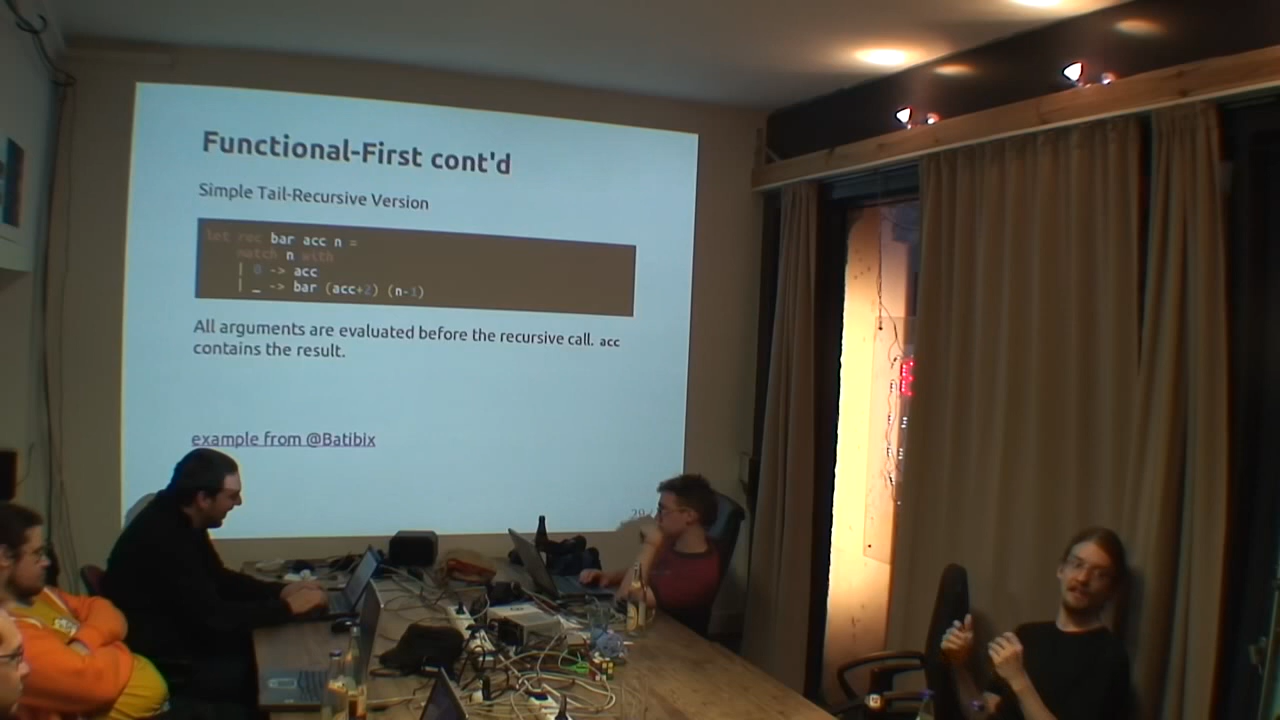 Functional-First cont'd
Simple Tail-Recursive Version
let rec bar acc n =
match n with
| 0 -> acc
| _ -> bar (acc+2) (n-1)
All arguments are evaluated before the recursive call. acc
contains the result.
example from @Batibix
29